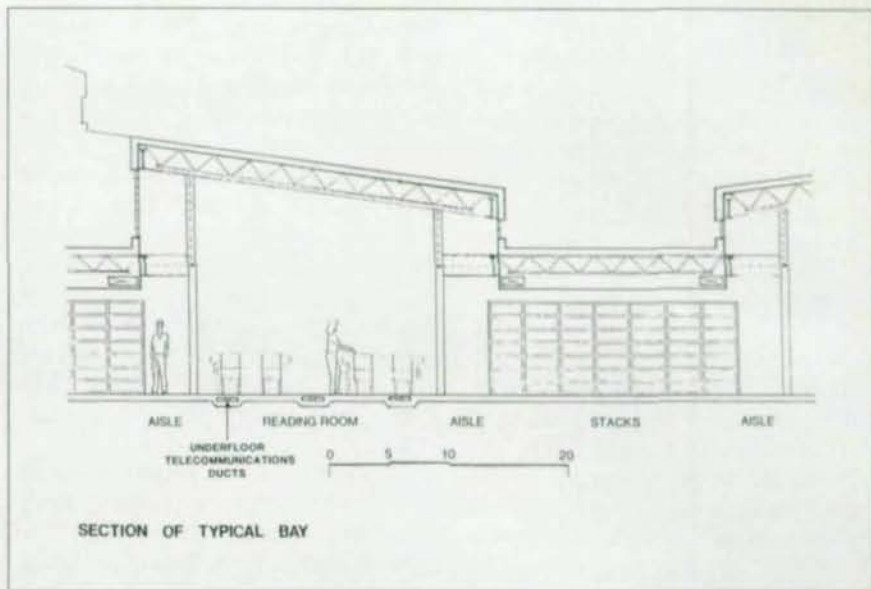 AISLE READING ROOM AISLE STACKS AISLE
UNDERFLOOR
TELECOMMUNICATIONS
DUCTS
0 5 10 20
SECTION OF TYPICAL BAY